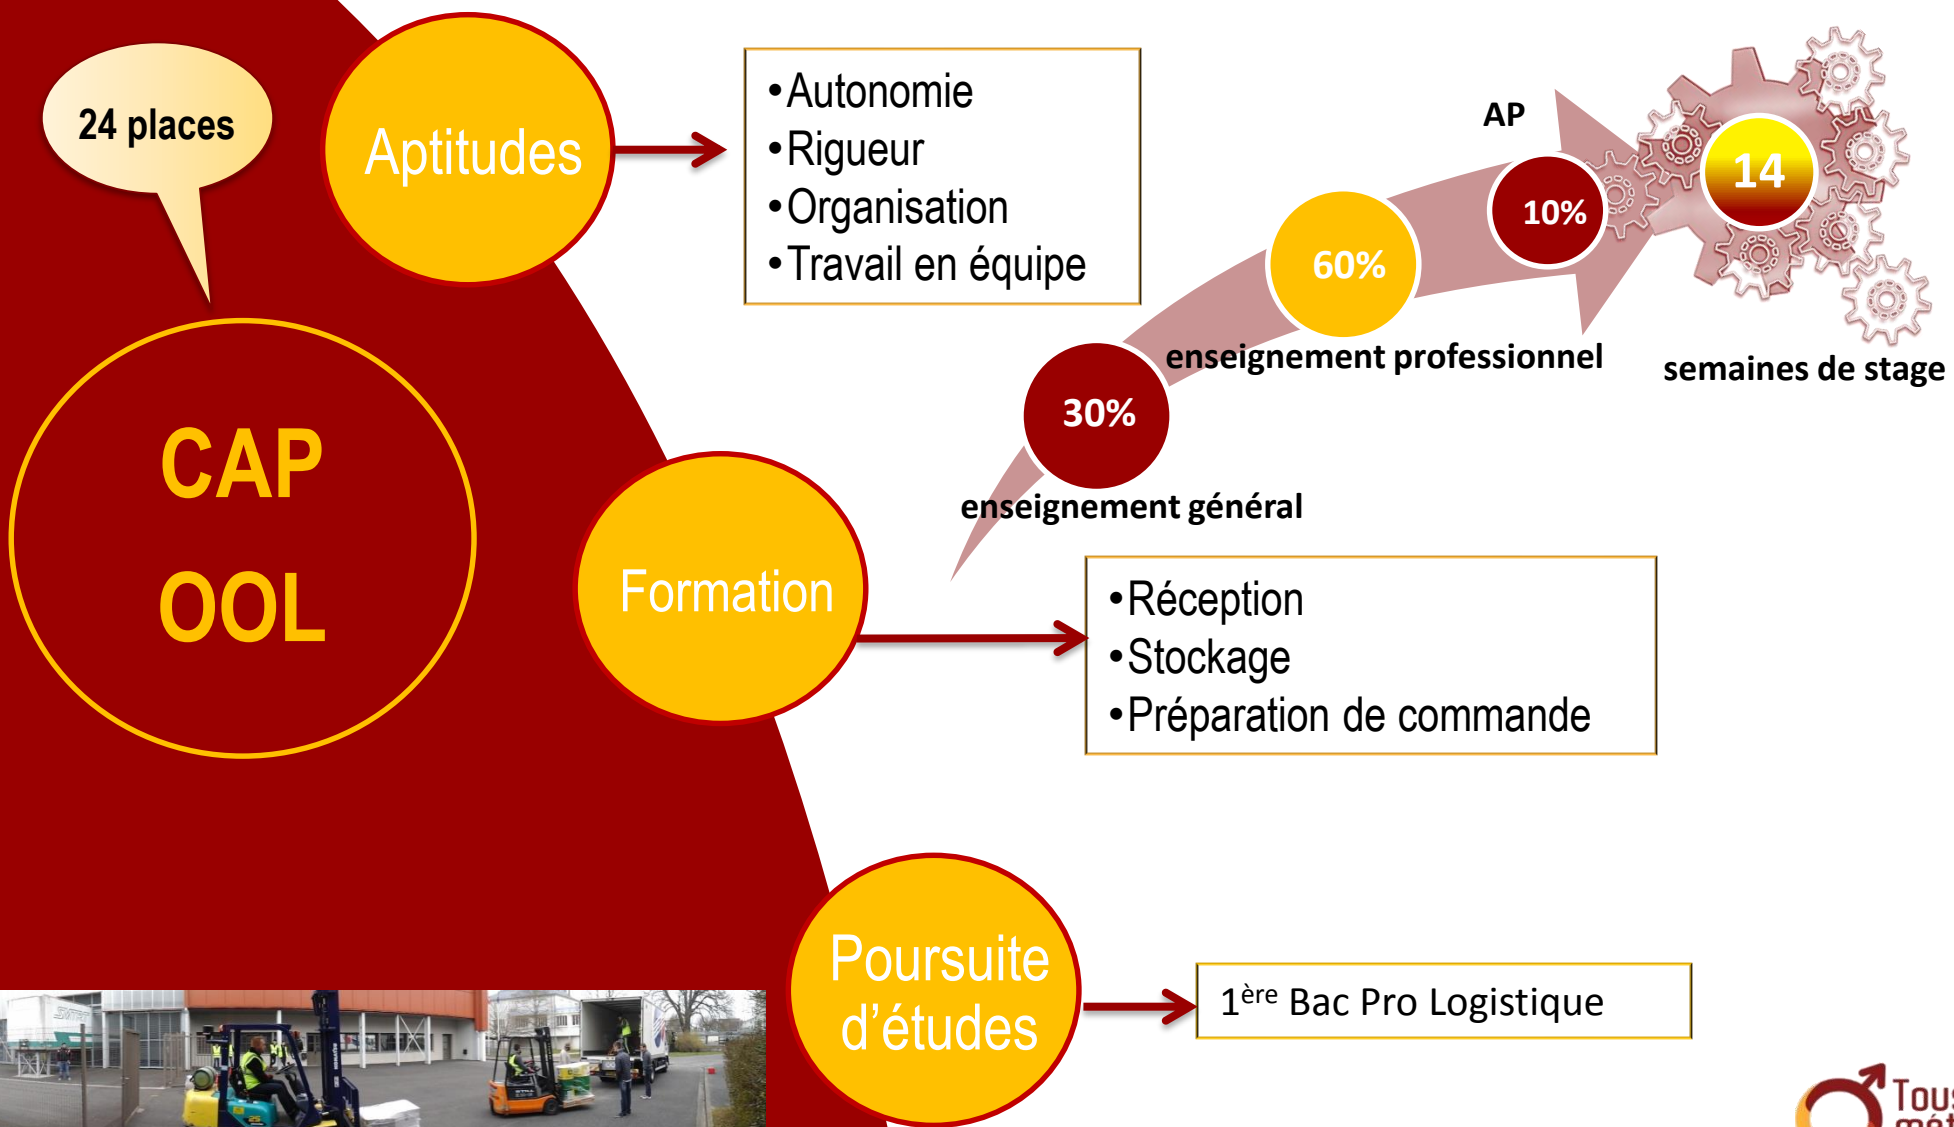 24 places
CAP
OOL
Aptitudes
•Autonomie
•Rigueur
•Organisation
•Travail en équipe
30%
enseignement général
60%
enseignement professionnel
AP
10%
14
semaines de stage
Formation
•Réception
•Stockage
•Préparation de commande
Poursuite
d’études
1ère Bac Pro Logistique